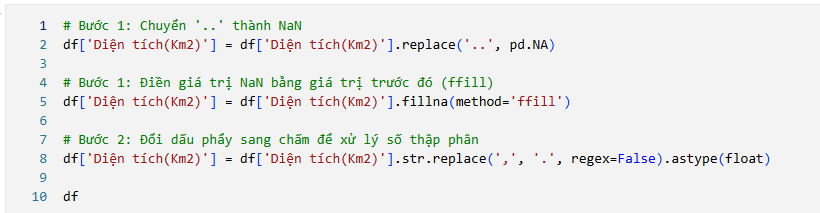 1 # Bước 1: Chuyển '..' thành NaN
2 df['Diện tích(Km2)'] = df['Diện tích(Km2)'].replace('..', pd.NA)
3
4 # Bước 1: Điền giá trị NaN bằng giá trị trước đó (ffill)
5 df['Diện tích(Km2)'] = df['Diện tích(Km2)'].fillna(method='ffill')
6
7 # Bước 2: Đổi dấu phẩy sang chấm để xử lý số thập phân
8 df['Diện tích(Km2)'] = df['Diện tích(Km2)'].str.replace(',', '.', regex=False).astype(float)
9
10 df